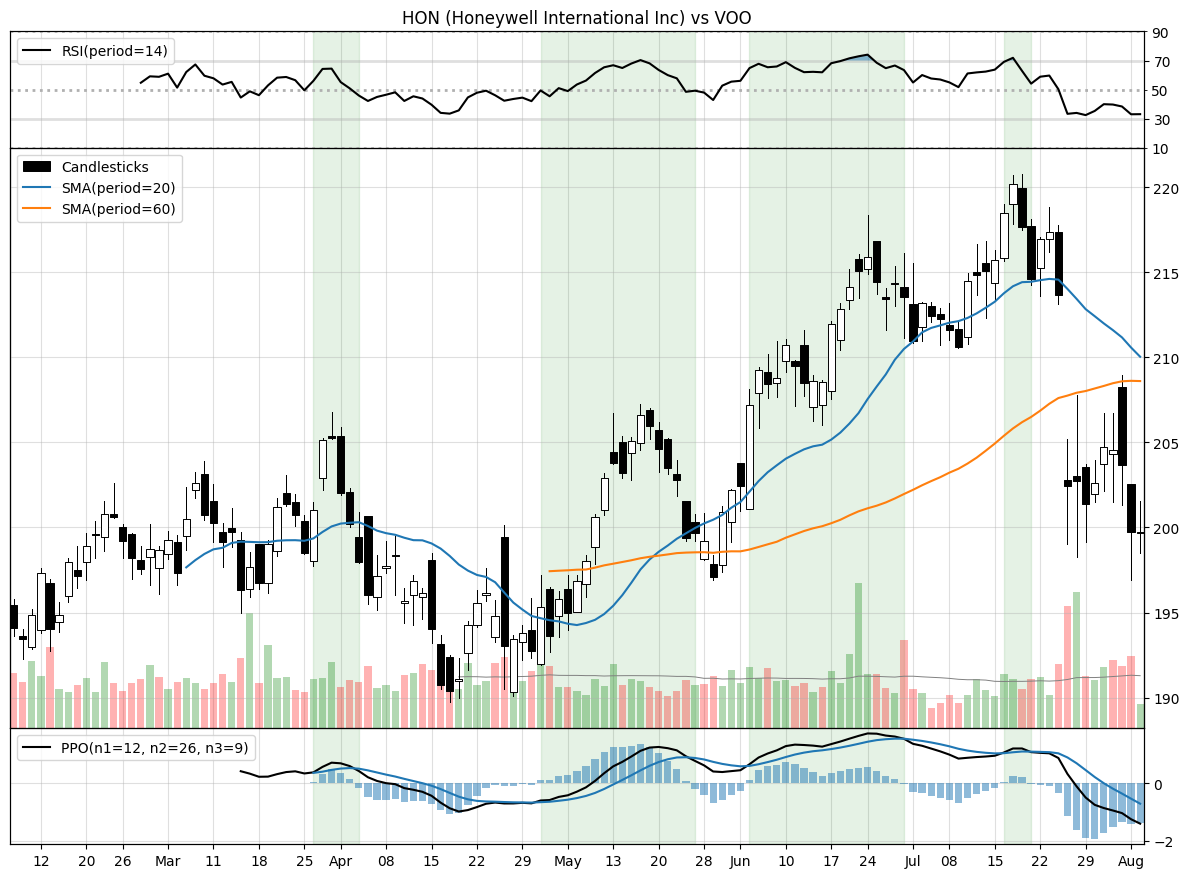 HON (Honeywell International Inc) vs VOO
RSI(period=14)
90
70
50
30
10
Candlesticks
SMA(period=20)
SMA(period=60)
220
215
210
205
200
195
190
PPO(n1=12, n2=26, n3=9)
0
−2
12 20 26 Mar 11 18 25 Apr 08 15 22 29 May 13 20 28 Jun 10 17 24 Jul 08 15 22 29 Aug